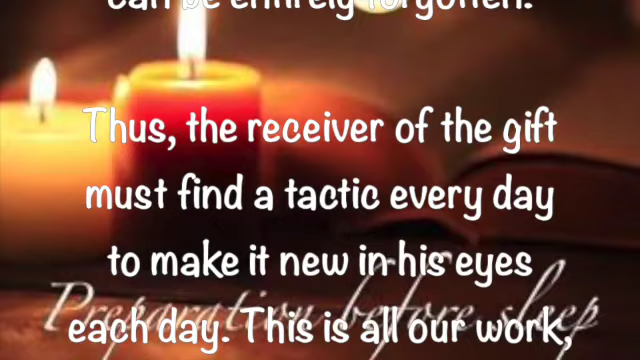 can be entirely forgotten.
Thus, the receiver of the gift
must find a tactic every day
to make it new in his eyes
each day. This is all our work,
Preparation before sleep